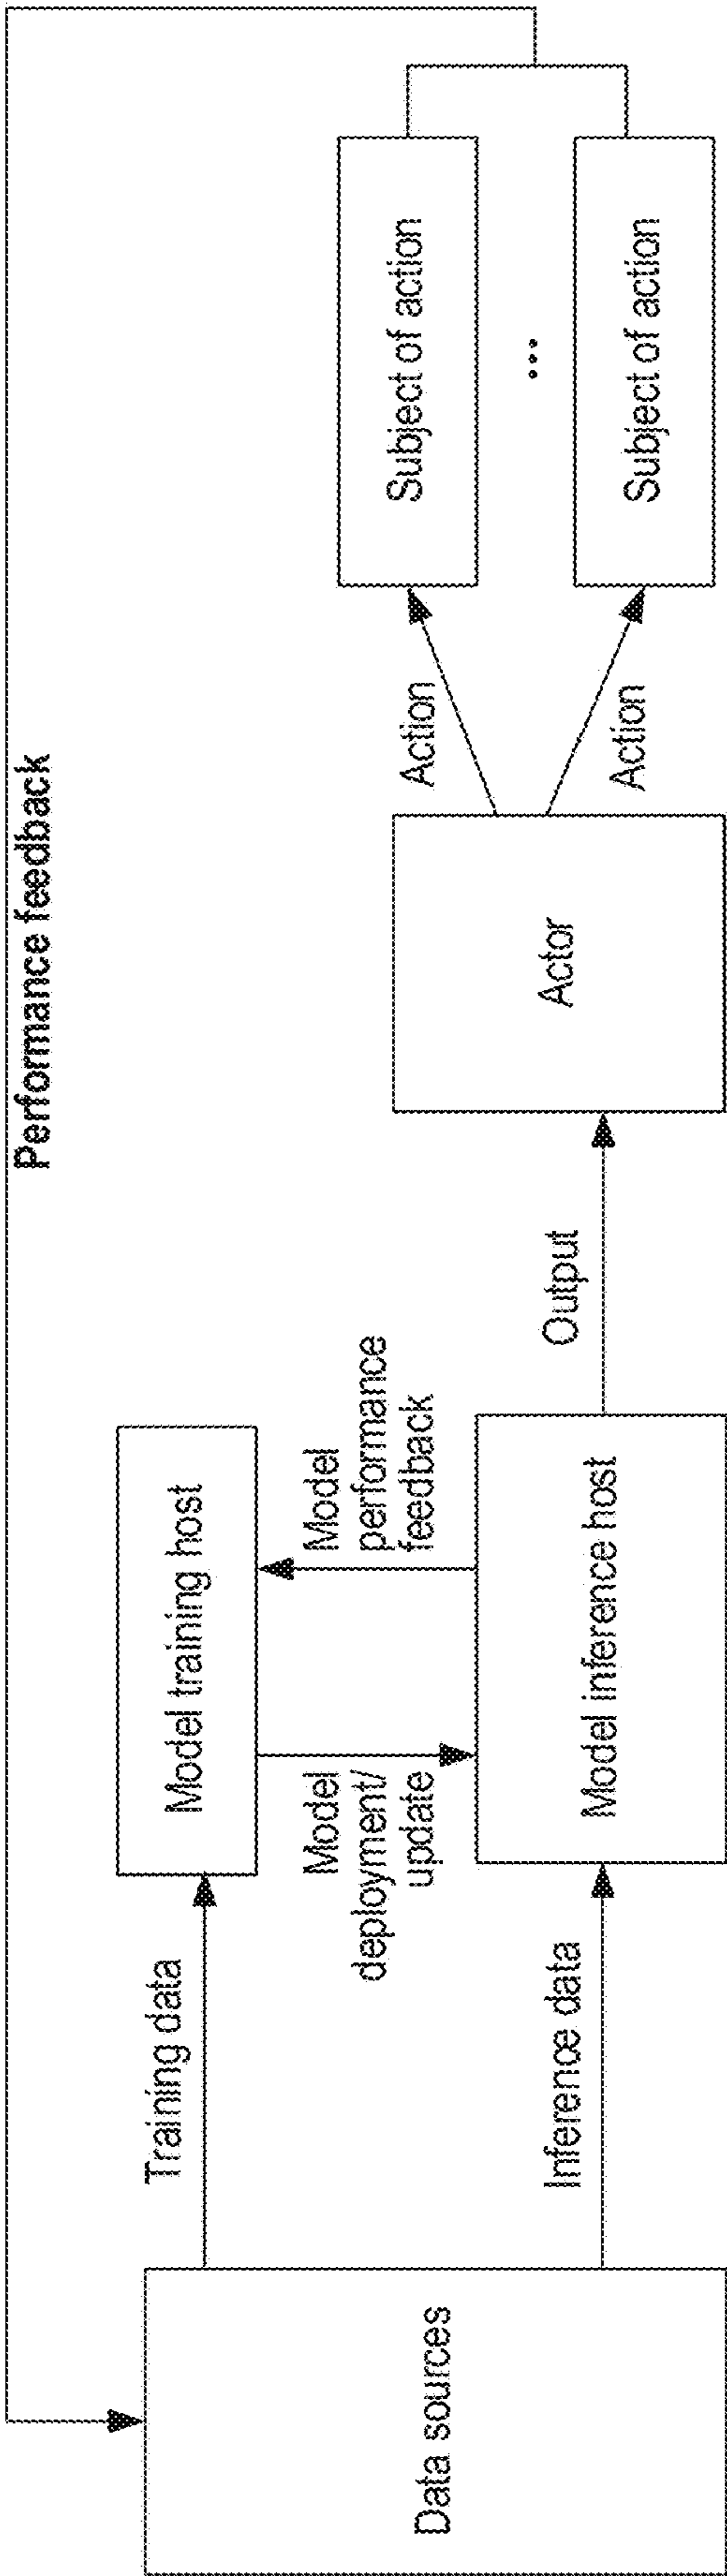 Performance feedback
Data sources
Training data
Inference data
Model training host
Model
deployment/
update
Model
performance
feedback
Model inference host
Output
Actor
Action
Action
Subject of action
...
Subject of action